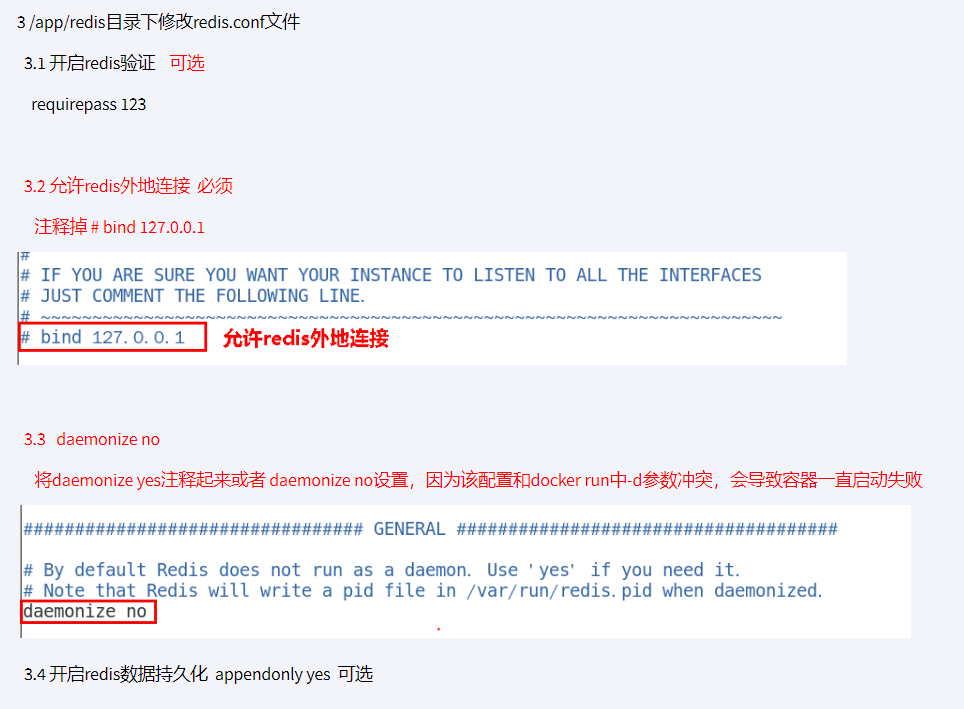 3 /app/redis目录下修改redis.conf文件
3.1 开启redis验证 可选
requirepass 123
3.2 允许redis外地连接 必须
注释掉 # bind 127.0.0.1
#
# IF YOU ARE SURE YOU WANT YOUR INSTANCE TO LISTEN TO ALL THE INTERFACES
# JUST COMMENT THE FOLLOWING LINE.
# ~~~~~~~~~~~~~~~~~~~~~~~~~~~~~~~~~~~~~~~~~~~~~~~~~~~~~~~~~~~~~~~~~~~~~~~~
# bind 127.0.0.1 允许redis外地连接
3.3 daemonize no
将daemonize yes注释起来或者 daemonize no设置，因为该配置和docker run中-d参数冲突，会导致容器一直启动失败
################################# GENERAL #####################################
# By default Redis does not run as a daemon. Use 'yes' if you need it.
# Note that Redis will write a pid file in /var/run/redis.pid when daemonized.
daemonize no
3.4 开启redis数据持久化 appendonly yes 可选